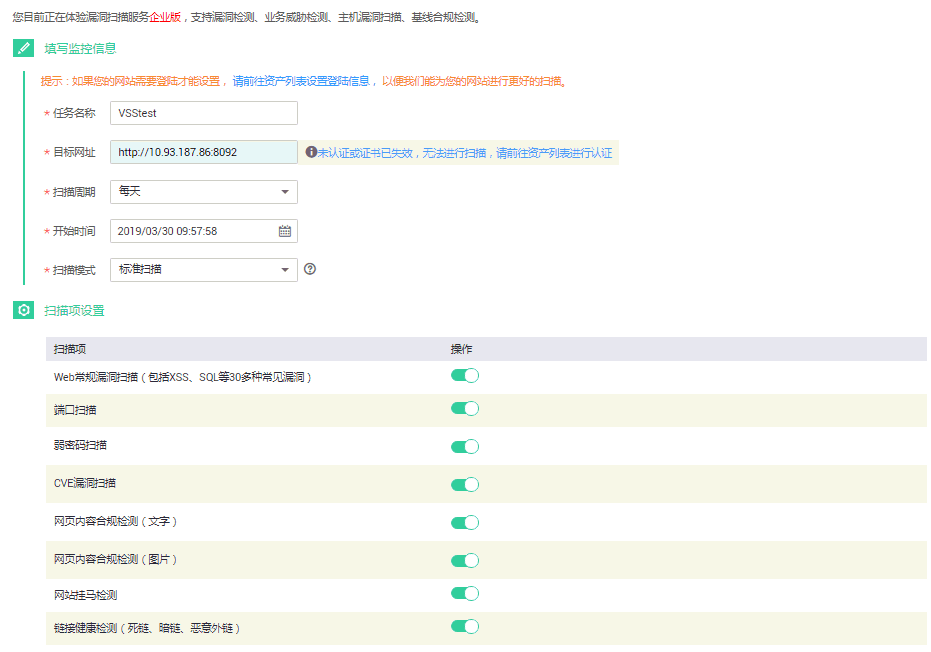 您目前正在体验漏洞扫描服务企业版，支持漏洞检测、业务威胁检测、主机漏洞扫描、基线合规检测。
填写监控信息
提示：如果您的网站需要登陆才能设置，请前往资产列表设置登陆信息，以便我们能为您的网站进行更好的扫描。
* 任务名称 VSStest
* 目标网址 http://10.93.187.86:8092 未认证或证书已失效，无法进行扫描，请前往资产列表进行认证
* 扫描周期 每天
* 开始时间 2019/03/30 09:57:58
* 扫描模式 标准扫描
扫描项设置
扫描项 操作
Web常规漏洞扫描（包括XSS、SQL等30多种常见漏洞）
端口扫描
弱密码扫描
CVE漏洞扫描
网页内容合规检测（文字）
网页内容合规检测（图片）
网站挂马检测
链接健康检测（死链、暗链、恶意外链）